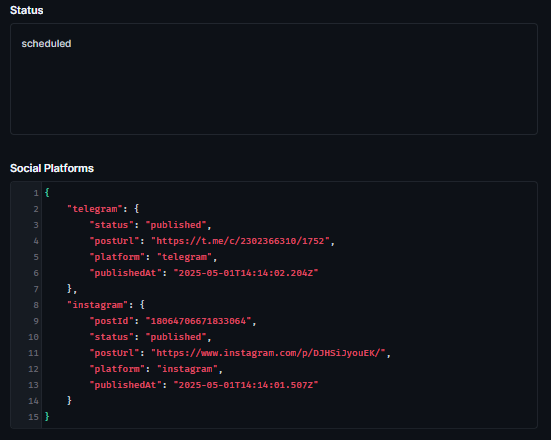 Status
scheduled
Social Platforms
1 {
2 "telegram": {
3 "status": "published",
4 "postUrl": "https://t.me/c/2302366310/1752",
5 "platform": "telegram",
6 "publishedAt": "2025-05-01T14:14:02.204Z"
7 },
8 "instagram": {
9 "postId": "18064706671833064",
10 "status": "published",
11 "postUrl": "https://www.instagram.com/p/DJHSiJyouEK/",
12 "platform": "instagram",
13 "publishedAt": "2025-05-01T14:14:01.507Z"
14 }
15 }